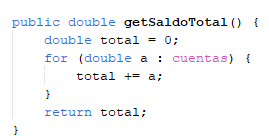 public double getSaldoTotal() {
    double total = 0;
    for (double a : cuentas) {
        total += a;
    }
    return total;
}